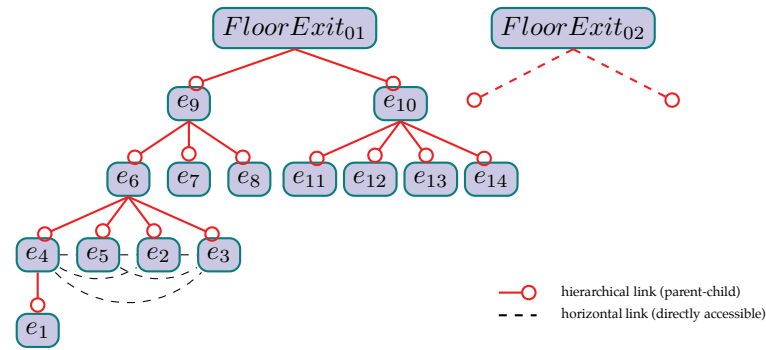 FloorExit₀₁ FloorExit₀₂
e₉ e₁₀
e₆ e₇ e₈ e₁₁ e₁₂ e₁₃ e₁₄
e₄ e₅ e₂ e₃
hierarchical link (parent-child)
horizontal link (directly accessible)
e₁